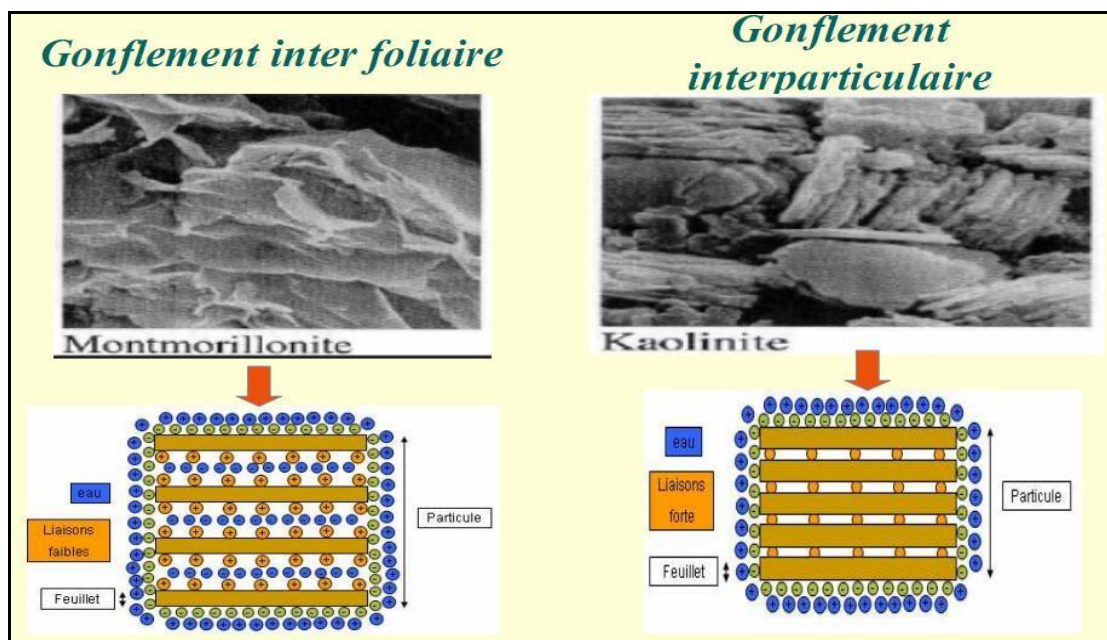 Gonflement inter foliaire
Montmorillonite
eau
Liaisons
faibles
Feuillet
Particule
Gonflement
interparticulaire
Kaolinite
eau
Liaisons
forte
Feuillet
Particule